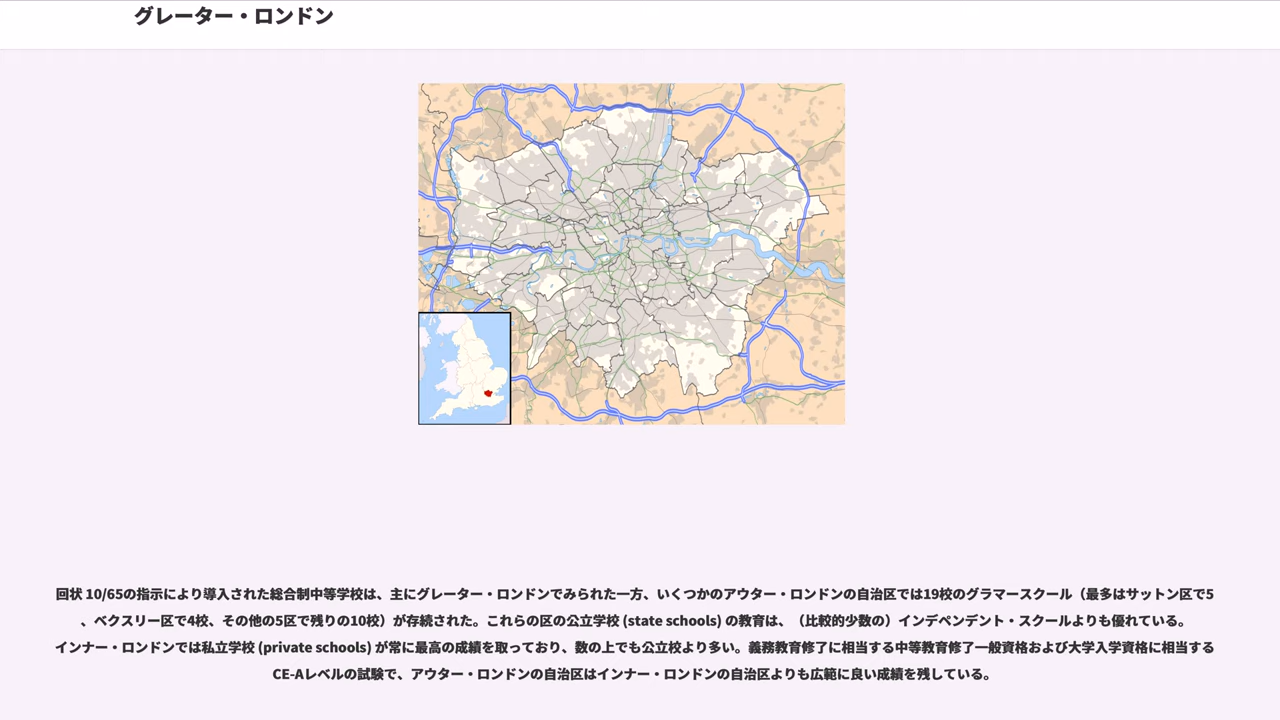 グレーター・ロンドン
回状 10/65の指示により導入された総合制中等学校は、主にグレーター・ロンドンでみられた一方、いくつかのアウター・ロンドンの自治区では19校のグラマースクール（最多はサットン区で5
、ベクスリー区で4校、その他の5区で残りの10校）が存続された。これらの区の公立学校 (state schools) の教育は、（比較的少数の）インデペンデント・スクールよりも優れている。
インナー・ロンドンでは私立学校 (private schools) が常に最高の成績を取っており、数の上でも公立校より多い。義務教育修了に相当する中等教育修了一般資格および大学入学資格に相当する
CE-Aレベルの試験で、アウター・ロンドンの自治区はインナー・ロンドンの自治区よりも広範に良い成績を残している。